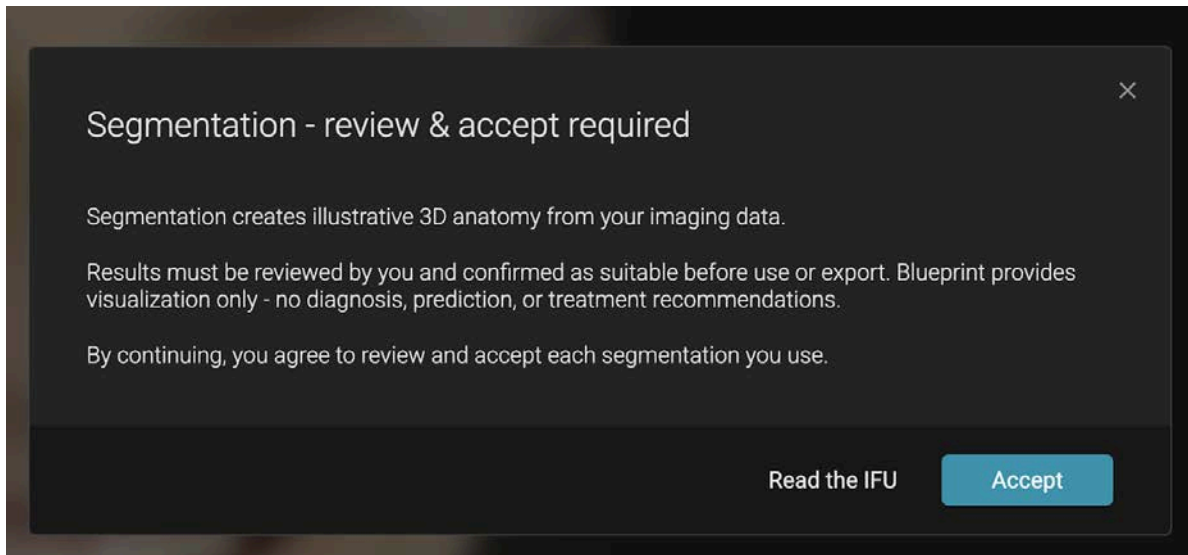 Segmentation - review & accept required
Segmentation creates illustrative 3D anatomy from your imaging data.
Results must be reviewed by you and confirmed as suitable before use or export. Blueprint provides
visualization only - no diagnosis, prediction, or treatment recommendations.
By continuing, you agree to review and accept each segmentation you use.
Read the IFU
Accept